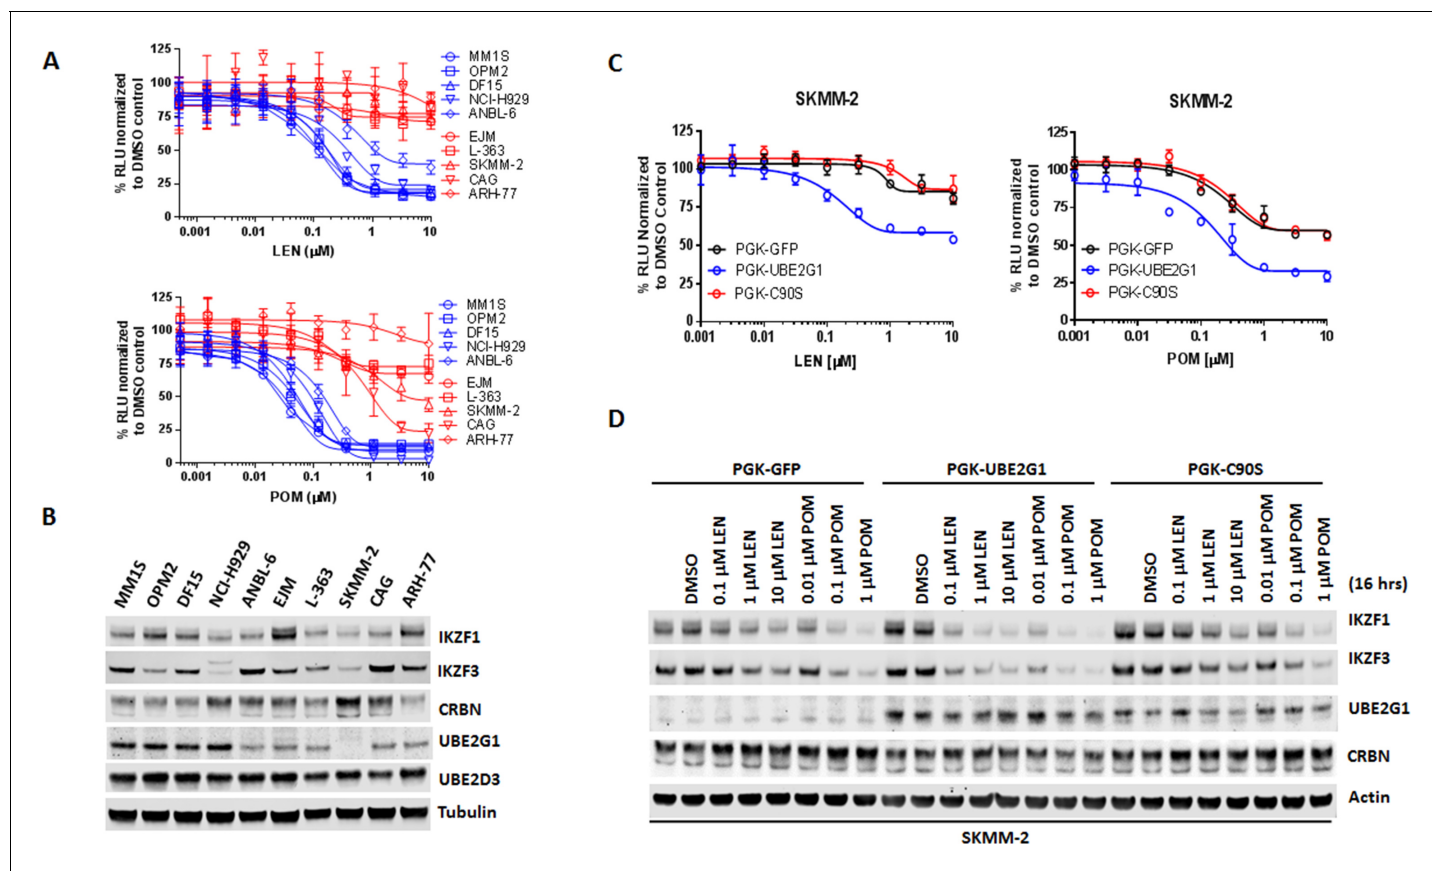 A
125
100
75
50
25
0
% RLU normalized
to DMSO control
0.001
0.01
0.1
1
10
LEN (µM)
MM1S
OPM2
DF15
NCI-H929
ANBL-6
EJM
L-363
SKMM-2
CAG
ARH-77
125
100
75
50
25
0
% RLU normalized
to DMSO control
0.001
0.01
0.1
1
10
POM (µM)
MM1S
OPM2
DF15
NCI-H929
ANBL-6
EJM
L-363
SKMM-2
CAG
ARH-77
B
MM1S
OPM2
DF15
NCI-H929
ANBL-6
EJM
L-363
SKMM-2
CAG
ARH-77
IKZF1
IKZF3
CRBN
UBE2G1
UBE2D3
Tubulin
C
SKMM-2
125
100
75
50
25
0
% RLU Normalized
to DMSO Control
PGK-GFP
PGK-UBE2G1
PGK-C90S
0.001
0.01
0.1
1
10
LEN [µM]
SKMM-2
125
100
75
50
25
0
% RLU Normalized
to DMSO Control
PGK-GFP
PGK-UBE2G1
PGK-C90S
0.001
0.01
0.1
1
10
POM [µM]
D
PGK-GFP
PGK-UBE2G1
PGK-C90S
DMSO
0.1 µM LEN
1 µM LEN
10 µM LEN
0.01 µM POM
0.1 µM POM
1 µM POM
DMSO
0.1 µM LEN
1 µM LEN
10 µM LEN
0.01 µM POM
0.1 µM POM
1 µM POM
DMSO
0.1 µM LEN
1 µM LEN
10 µM LEN
0.01 µM POM
0.1 µM POM
1 µM POM
(16 hrs)
IKZF1
IKZF3
UBE2G1
CRBN
Actin
SKMM-2